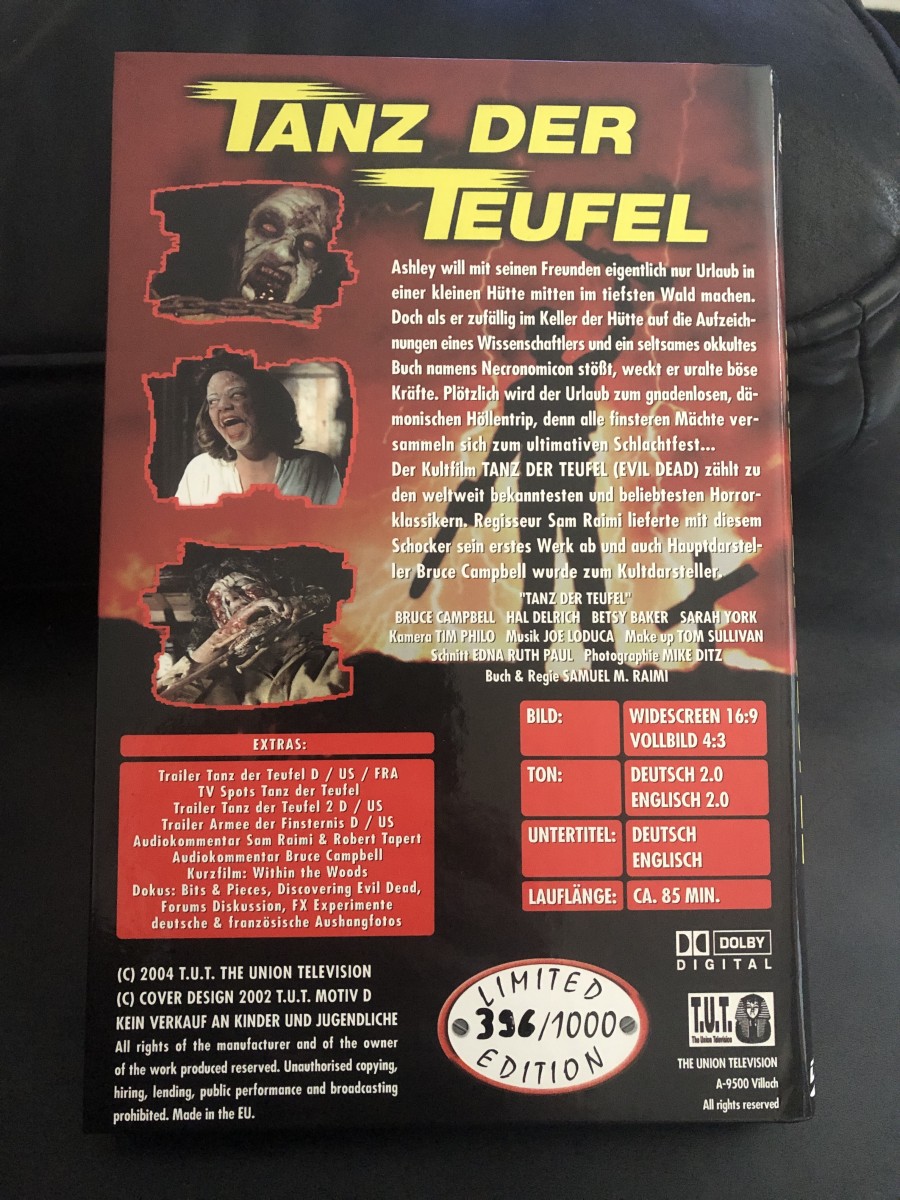 TANZ DER
TEUFEL
Ashley will mit seinen Freunden eigentlich nur Urlaub in
einer kleinen Hütte mitten im tiefsten Wald machen.
Doch als er zufällig im Keller der Hütte auf die Aufzeich-
nungen eines Wissenschaftlers und ein seltsames okkultes
Buch namens Necronomicon stößt, weckt er uralte böse
Kräfte. Plötzlich wird der Urlaub zum gnadenlosen, dä-
monischen Höllentrip, denn alle finsteren Mächte ver-
sammeln sich zum ultimativen Schlachtfest...
Der Kultfilm TANZ DER TEUFEL (EVIL DEAD) zählt zu
den weltweit bekanntesten und beliebtesten Horror-
klassikern. Regisseur Sam Raimi lieferte mit diesem
Schocker sein erstes Werk ab und auch Hauptdarstel-
ler Bruce Campbell wurde zum Kultdarsteller.
"TANZ DER TEUFEL"
BRUCE CAMPBELL HAL DELRICH BETSY BAKER SARAH YORK
Kamera TIM PHILO Musik JOE LODUCA Make up TOM SULLIVAN
Schnitt EDNA RUTH PAUL Photographie MIKE DITZ
Buch & Regie SAMUEL M. RAIMI
EXTRAS:
Trailer Tanz der Teufel D / US / FRA
TV Spots Tanz der Teufel
Trailer Tanz der Teufel 2 D / US
Trailer Armee der Finsternis D / US
Audiokommentar Sam Raimi & Robert Tapert
Audiokommentar Bruce Campbell
Kurzfilm: Within the Woods
Dokus: Bits & Pieces, Discovering Evil Dead,
Forums Diskussion, FX Experimente
deutsche & französische Aushangfotos
BILD: WIDESCREEN 16:9
VOLLBILD 4:3
TON: DEUTSCH 2.0
ENGLISCH 2.0
UNTERTITEL: DEUTSCH
ENGLISCH
LAUFLÄNGE: CA. 85 MIN.
(C) 2004 T.U.T. THE UNION TELEVISION
(C) COVER DESIGN 2002 T.U.T. MOTIV D
KEIN VERKAUF AN KINDER UND JUGENDLICHE
All rights of the manufacturer and of the owner
of the work produced reserved. Unauthorised copying,
hiring, lending, public performance and broadcasting
prohibited. Made in the EU.
LIMITED
396/1000
EDITION
DOLBY
DIGITAL
T.U.T.
The Union Television
THE UNION TELEVISION
A-9500 Villach
All rights reserved